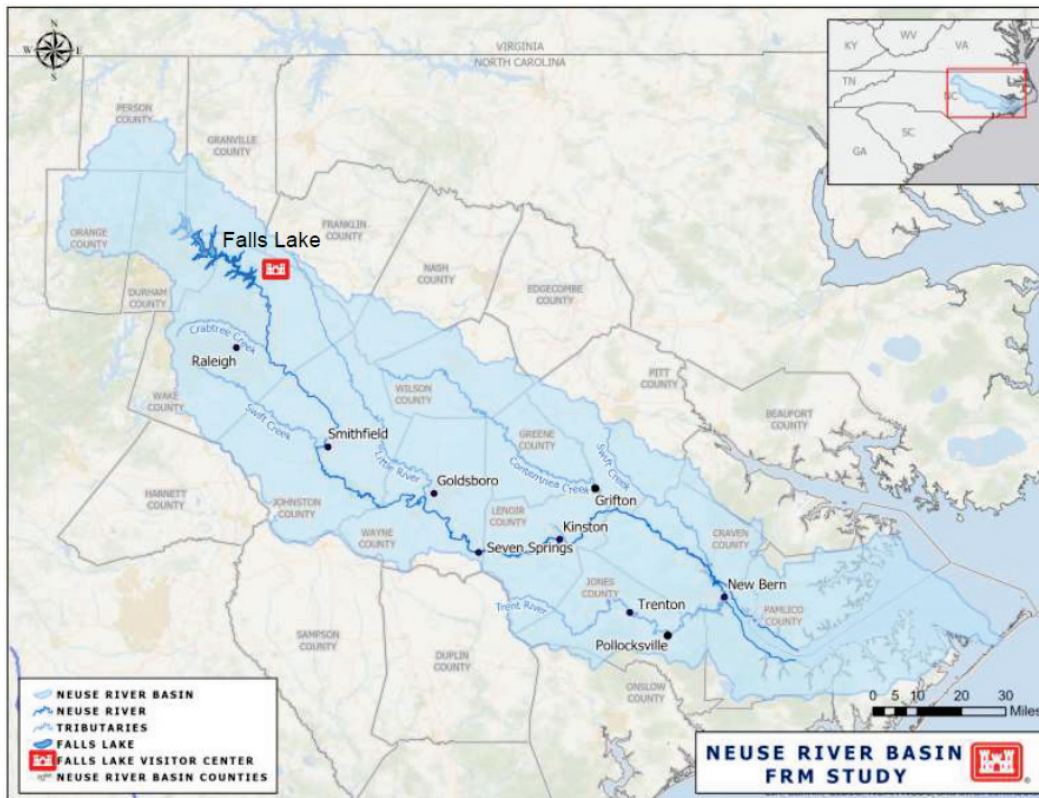 N
W
E
S
VIRGINIA
NORTH CAROLINA
KY
WV
VA
TN
NC
SC
GA
PERSON
COUNTY
GRANVILLE
COUNTY
ORANGE
COUNTY
Falls Lake
FRANKLIN
COUNTY
NASH
COUNTY
EDGECOMBE
COUNTY
DURHAM
COUNTY
Crabtree Creek
Raleigh
WAKE
COUNTY
WILSON
COUNTY
PITT
COUNTY
BEAUFORT
COUNTY
Swift Creek
Smithfield
Little River
GREENE
COUNTY
Swift Creek
Contentnea Creek
Goldsboro
Grifton
HARNETT
COUNTY
JOHNSTON
COUNTY
WAYNE
COUNTY
LENOIR
COUNTY
Kinston
Seven Springs
CRAVEN
COUNTY
JONES
COUNTY
New Bern
Trent River
Trenton
PAMLICO
COUNTY
Pollocksville
SAMPSON
COUNTY
DUPLIN
COUNTY
ONSLOW
COUNTY
NEUSE RIVER BASIN
NEUSE RIVER
TRIBUTARIES
FALLS LAKE
FALLS LAKE VISITOR CENTER
NEUSE RIVER BASIN COUNTIES
0 5 10 20 30
Miles
NEUSE RIVER BASIN
FRM STUDY